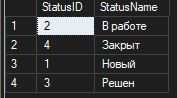 StatusID StatusName
1 2 В работе
2 4 Закрыт
3 1 Новый
4 3 Решен